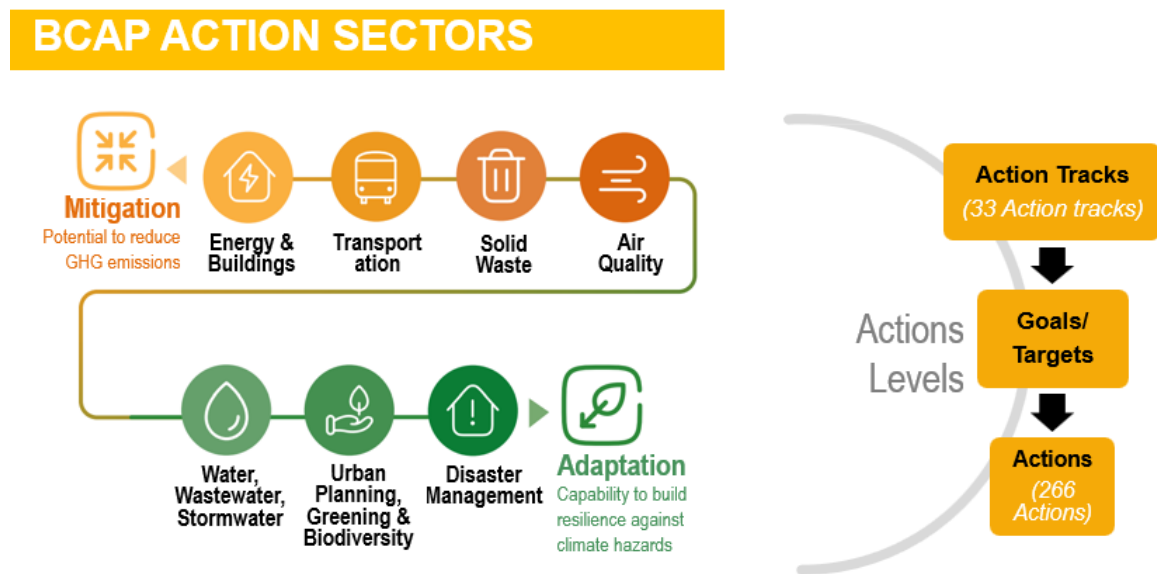 BCAP ACTION SECTORS
Mitigation
Potential to reduce
GHG emissions
Energy &
Buildings
Transport
ation
Solid
Waste
Air
Quality
Water,
Wastewater,
Stormwater
Urban
Planning,
Greening &
Biodiversity
Disaster
Management
Adaptation
Capability to build
resilience against
climate hazards
Actions
Levels
Action Tracks
(33 Action tracks)
Goals/
Targets
Actions
(266
Actions)